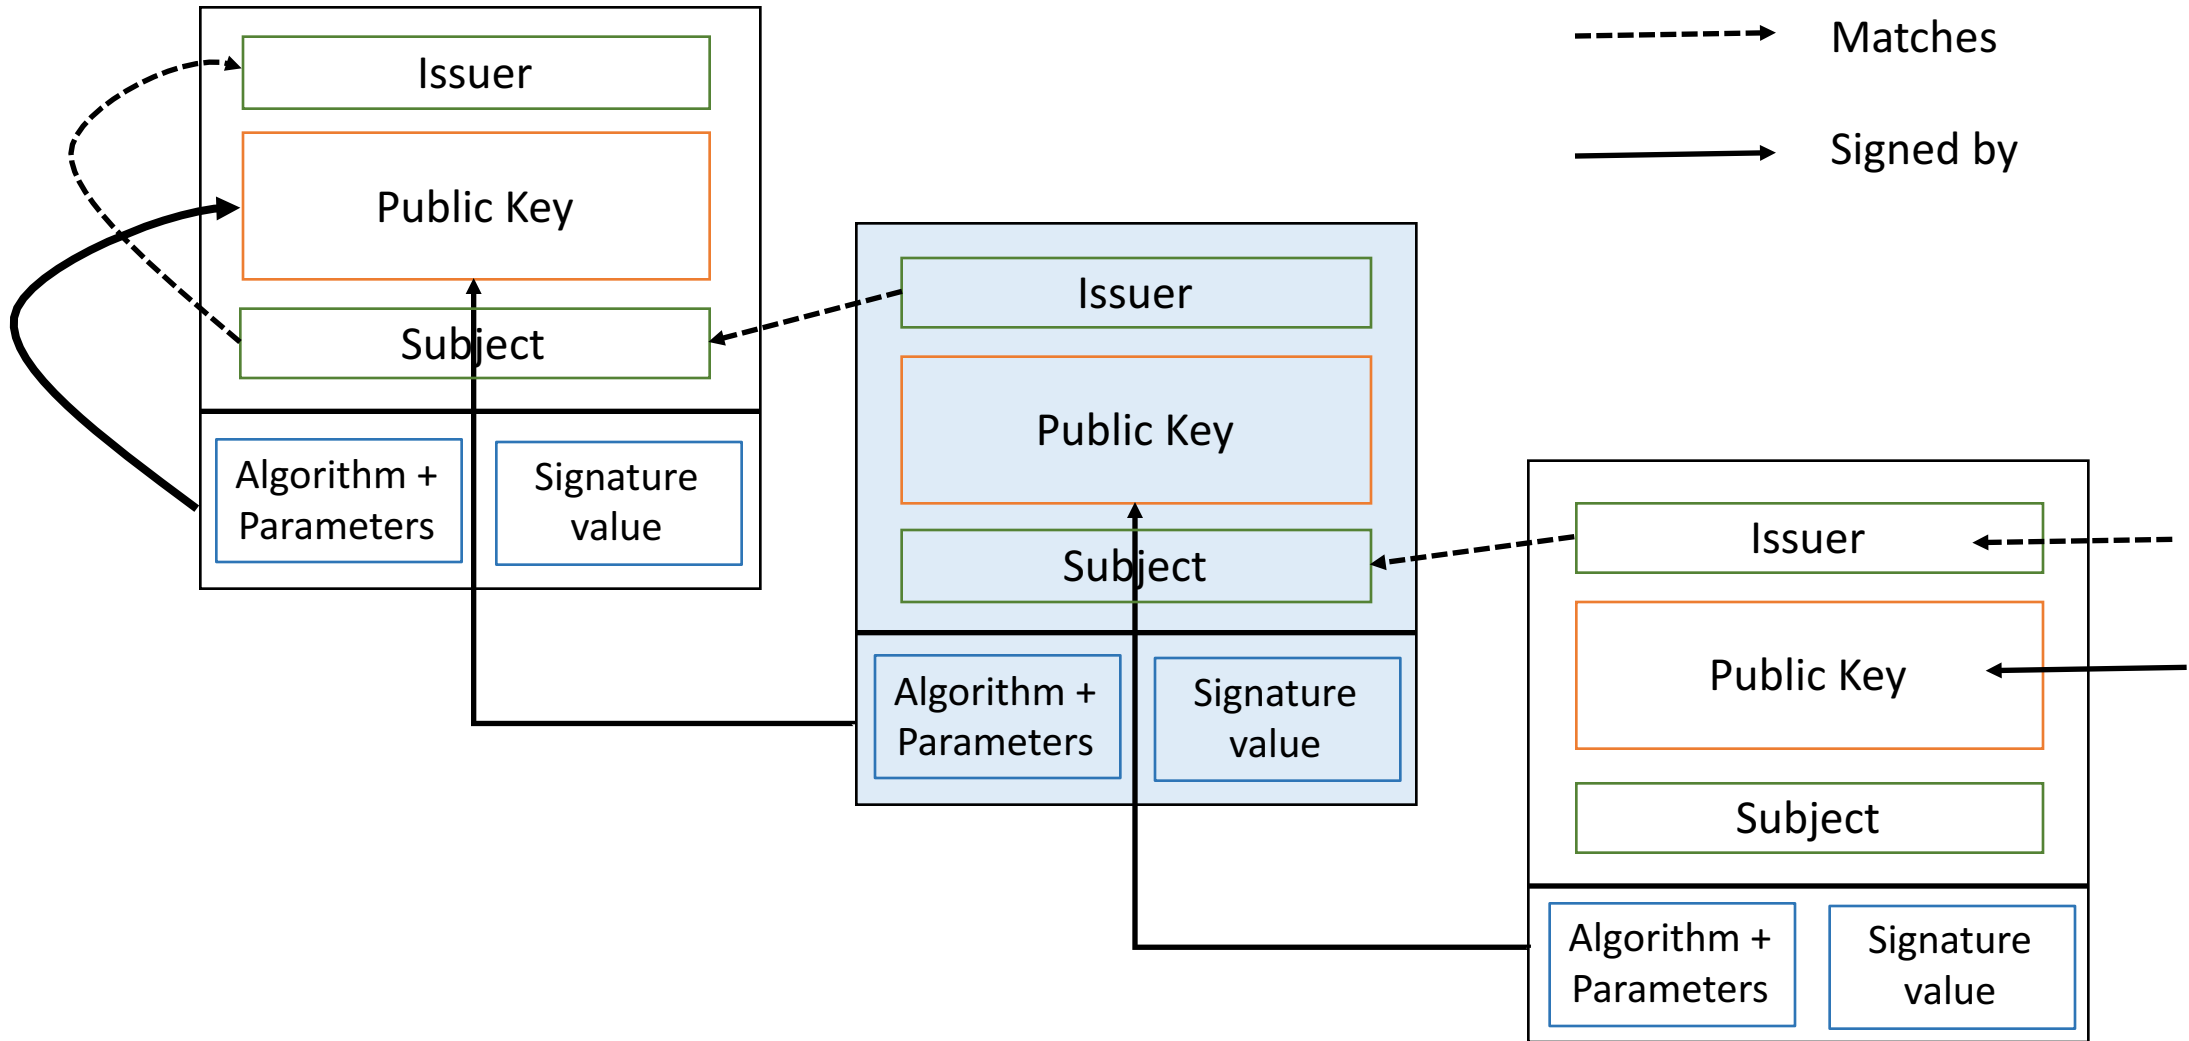 Issuer
Public Key
Subject
Algorithm +
Parameters
Signature
value
Matches
Signed by
Issuer
Public Key
Subject
Algorithm +
Parameters
Signature
value
Issuer
Public Key
Subject
Algorithm +
Parameters
Signature
value